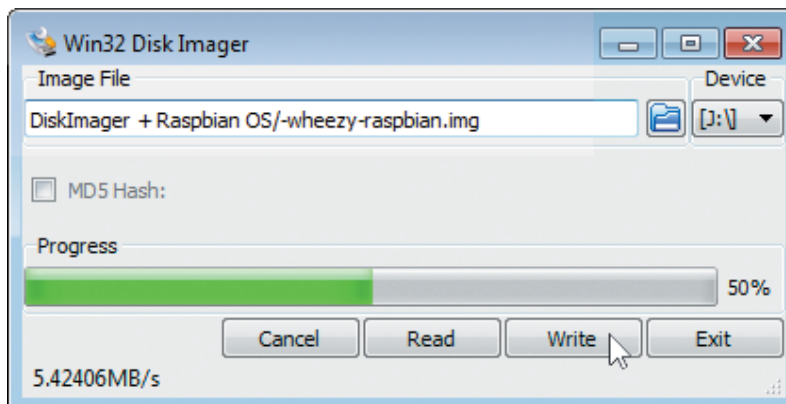 Win32 Disk Imager
Image File
Device
DiskImager + Raspbian OS/-wheezy-raspbian.img
[J:\]
MD5 Hash:
Progress
50%
Cancel Read Write Exit
5.42406MB/s